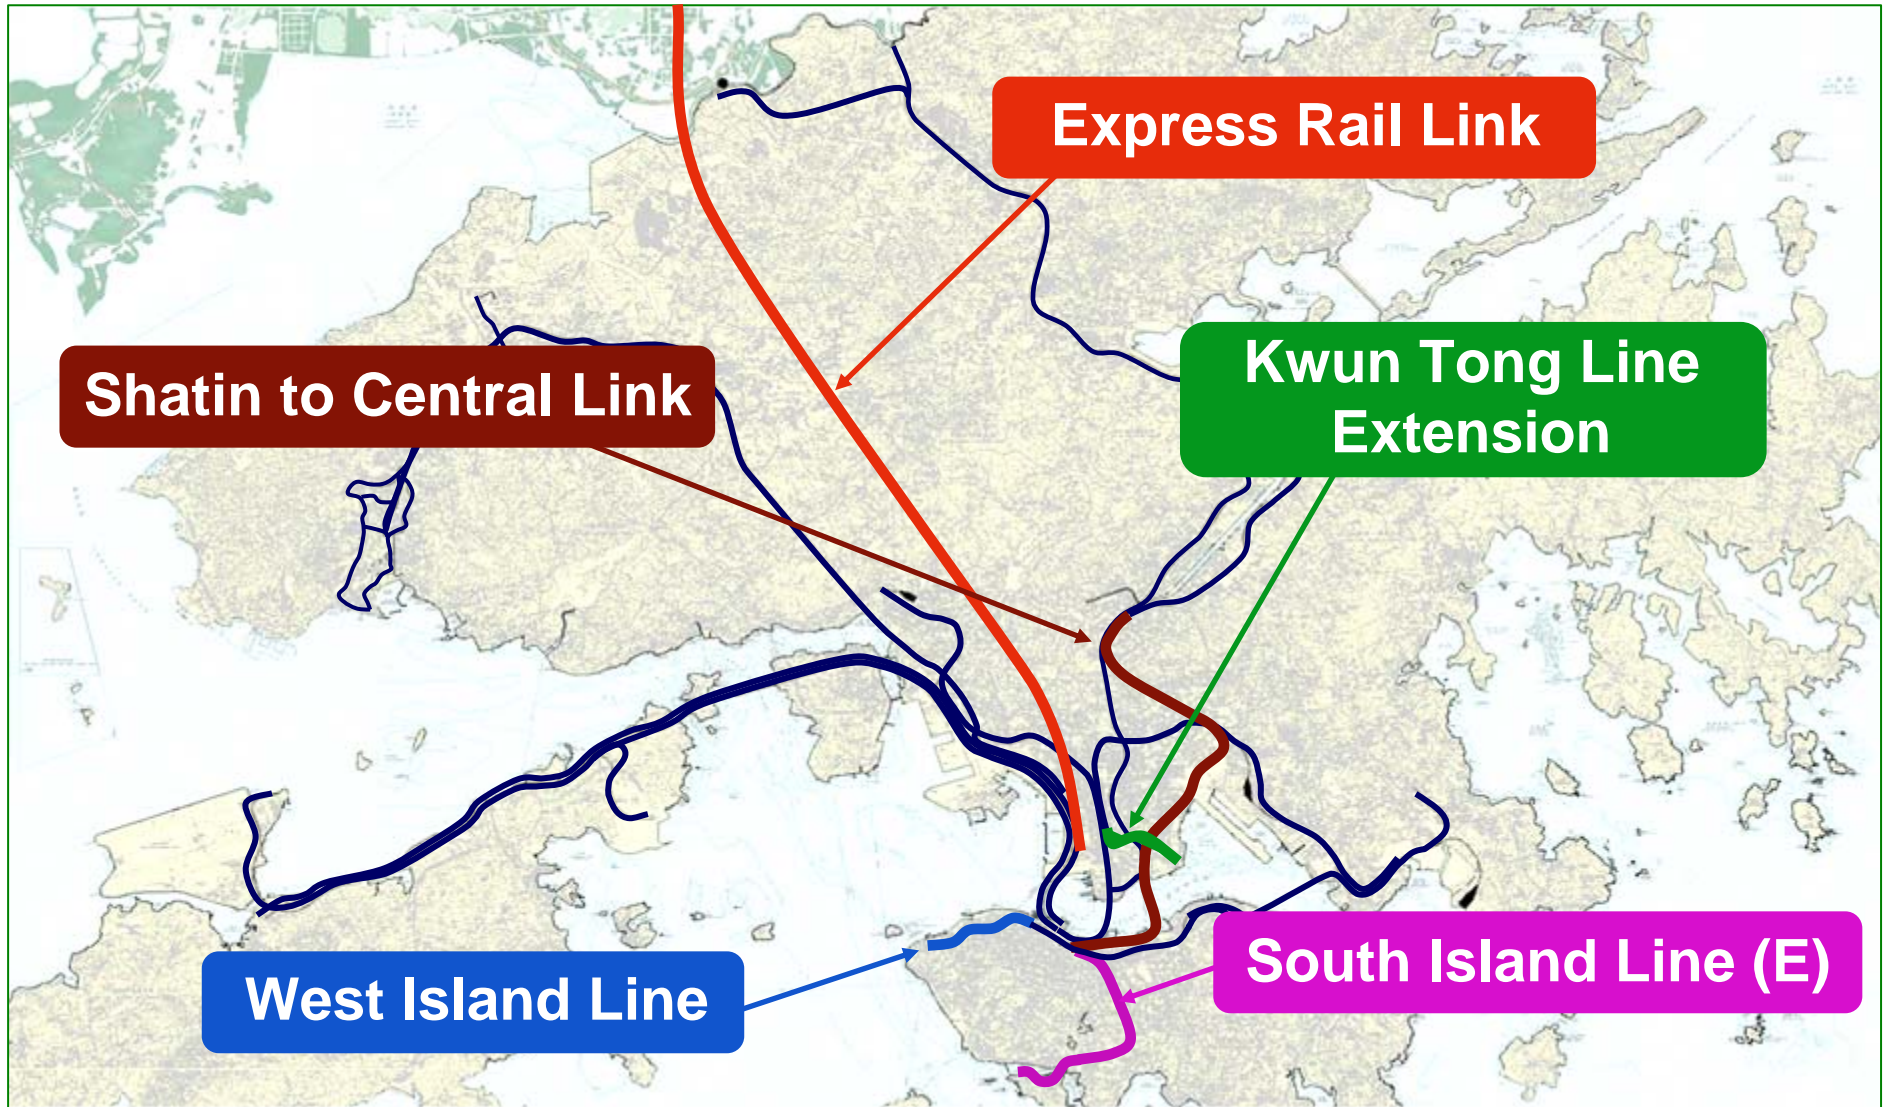 Express Rail Link
Kwun Tong Line
Extension
Shatin to Central Link
West Island Line
South Island Line (E)